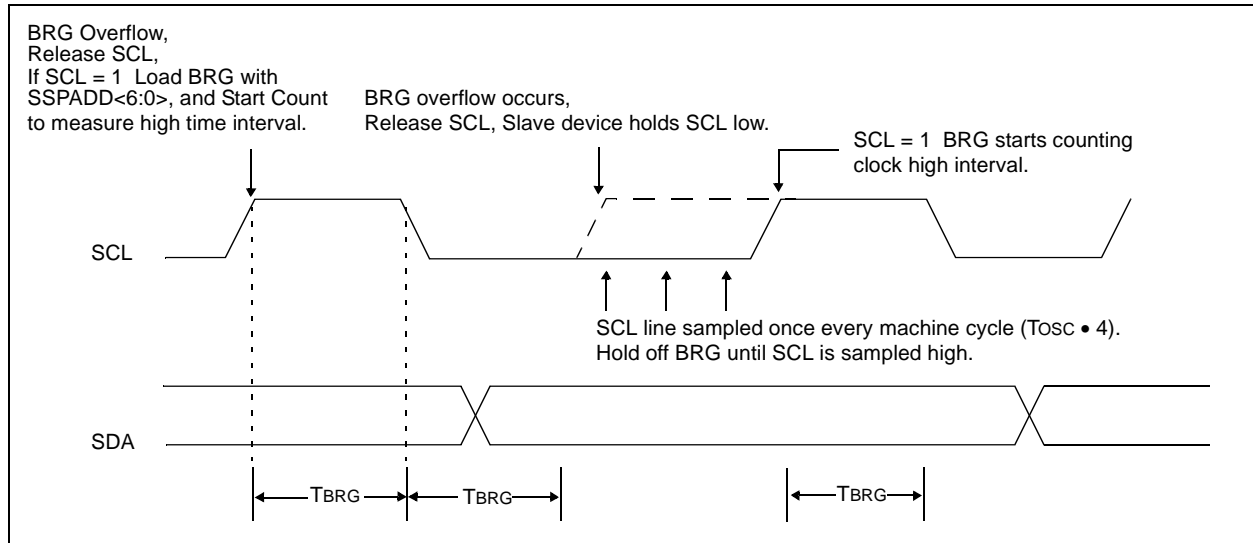 BRG Overflow,
Release SCL,
If SCL = 1 Load BRG with
SSPADD<6:0>, and Start Count
to measure high time interval.
BRG overflow occurs,
Release SCL, Slave device holds SCL low.
SCL = 1 BRG starts counting
clock high interval.
SCL
SCL line sampled once every machine cycle (TOSC • 4).
Hold off BRG until SCL is sampled high.
SDA
TBRG
TBRG
TBRG